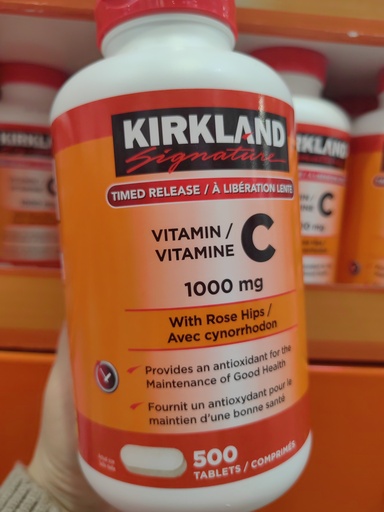 KIRKLAND
Signature
TIMED RELEASE / À LIBÉRATION LENTE
VITAMIN /
VITAMINE C
1000 mg
With Rose Hips /
Avec cynorrhodon
Provides an antioxidant for the
Maintenance of Good Health
Fournit un antioxydant pour le
maintien d'une bonne santé
500
TABLETS / COMPRIMÉS
KIRKLAND
C